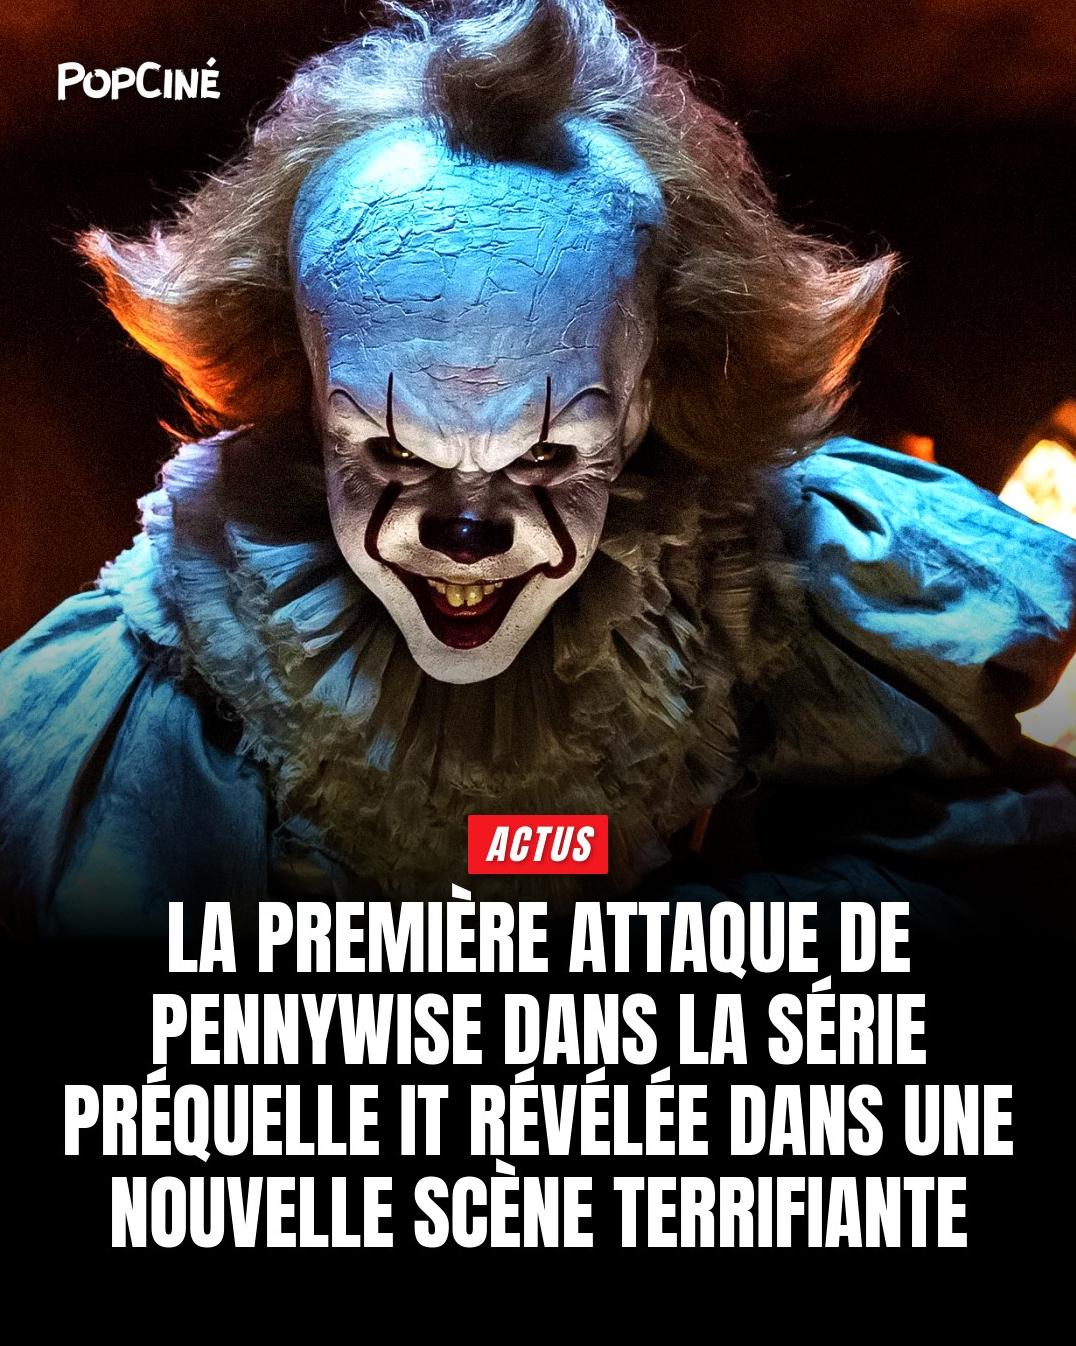 POPCINÉ
ACTUS
LA PREMIÈRE ATTAQUE DE
PENNYWISE DANS LA SÉRIE
PRÉQUELLE IT RÉVÉLÉE DANS UNE
NOUVELLE SCÈNE TERRIFIANTE